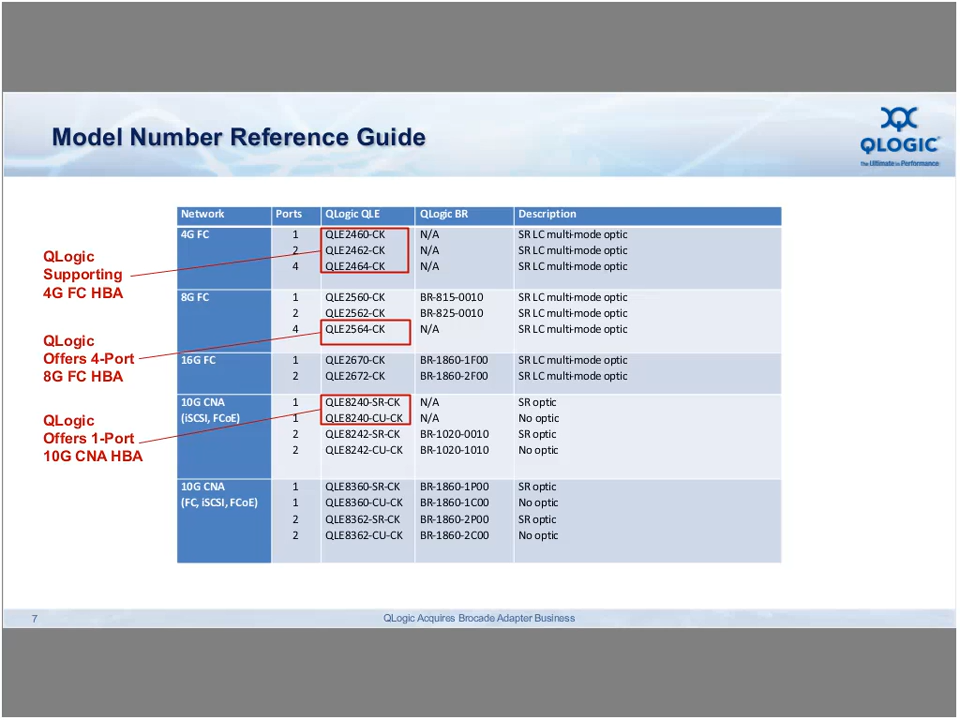 Model Number Reference Guide
QLOGIC
The Ultimate in Performance
Network Ports QLogic QLE QLogic BR Description
4G FC 1 QLE2460-CK N/A SR LC multi-mode optic
2 QLE2462-CK N/A SR LC multi-mode optic
4 QLE2464-CK N/A SR LC multi-mode optic
8G FC 1 QLE2560-CK BR-815-0010 SR LC multi-mode optic
2 QLE2562-CK BR-825-0010 SR LC multi-mode optic
4 QLE2564-CK N/A SR LC multi-mode optic
16G FC 1 QLE2670-CK BR-1860-1F00 SR LC multi-mode optic
2 QLE2672-CK BR-1860-2F00 SR LC multi-mode optic
10G CNA 1 QLE8240-SR-CK N/A SR optic
(iSCSI, FCoE) 1 QLE8240-CU-CK N/A No optic
2 QLE8242-SR-CK BR-1020-0010 SR optic
2 QLE8242-CU-CK BR-1020-1010 No optic
10G CNA 1 QLE8360-SR-CK BR-1860-1P00 SR optic
(FC, iSCSI, FCoE) 1 QLE8360-CU-CK BR-1860-1C00 No optic
2 QLE8362-SR-CK BR-1860-2P00 SR optic
2 QLE8362-CU-CK BR-1860-2C00 No optic
QLogic
Supporting
4G FC HBA
QLogic
Offers 4-Port
8G FC HBA
QLogic
Offers 1-Port
10G CNA HBA
7
QLogic Acquires Brocade Adapter Business